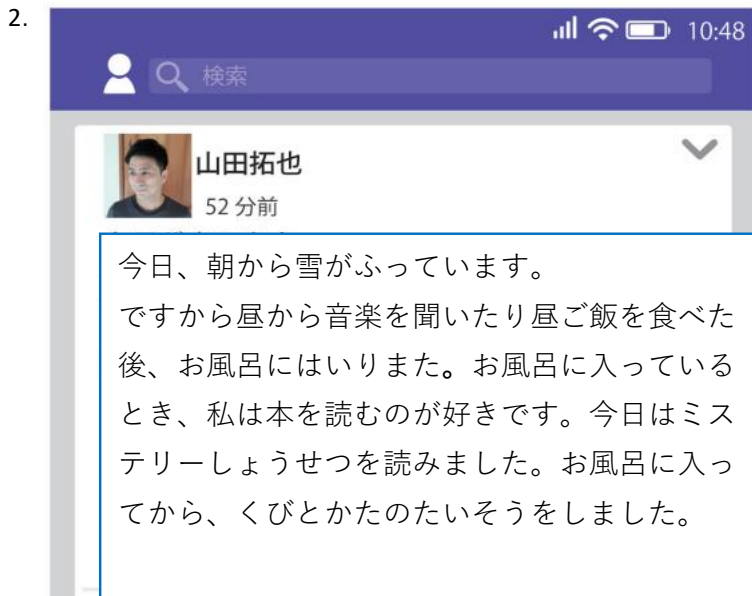 2.
10:48
検索
山田拓也
52 分前
今日、朝から雪がふっています。
ですから昼から音楽を聞いたり昼ご飯を食べた
後、お風呂にはいりまた。お風呂に入っている
とき、私は本を読むのが好きです。今日はミス
テリーしょうせつを読みました。お風呂に入っ
てから、くびとかたのたいそうをしました。